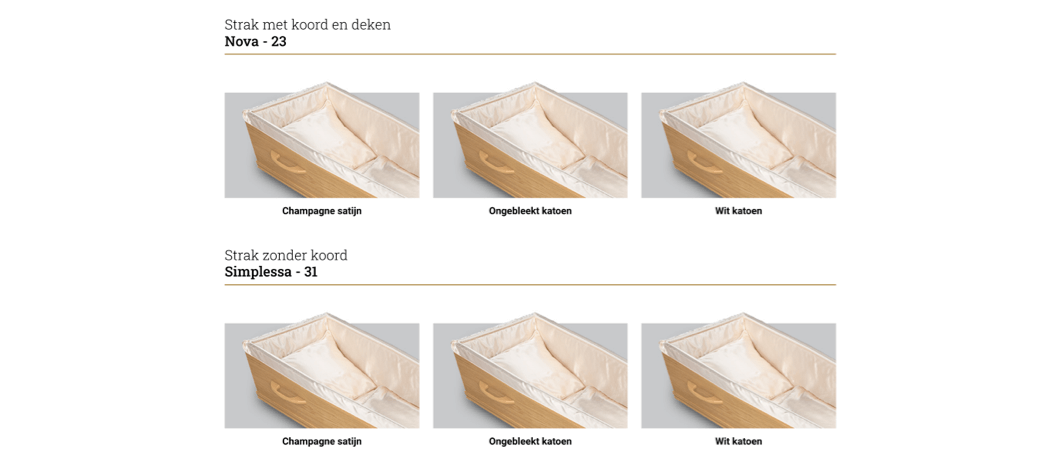 Strak met koord en deken
Nova - 23
Champagne satijn
Ongebleekt katoen
Wit katoen
Strak zonder koord
Simplessa - 31
Champagne satijn
Ongebleekt katoen
Wit katoen